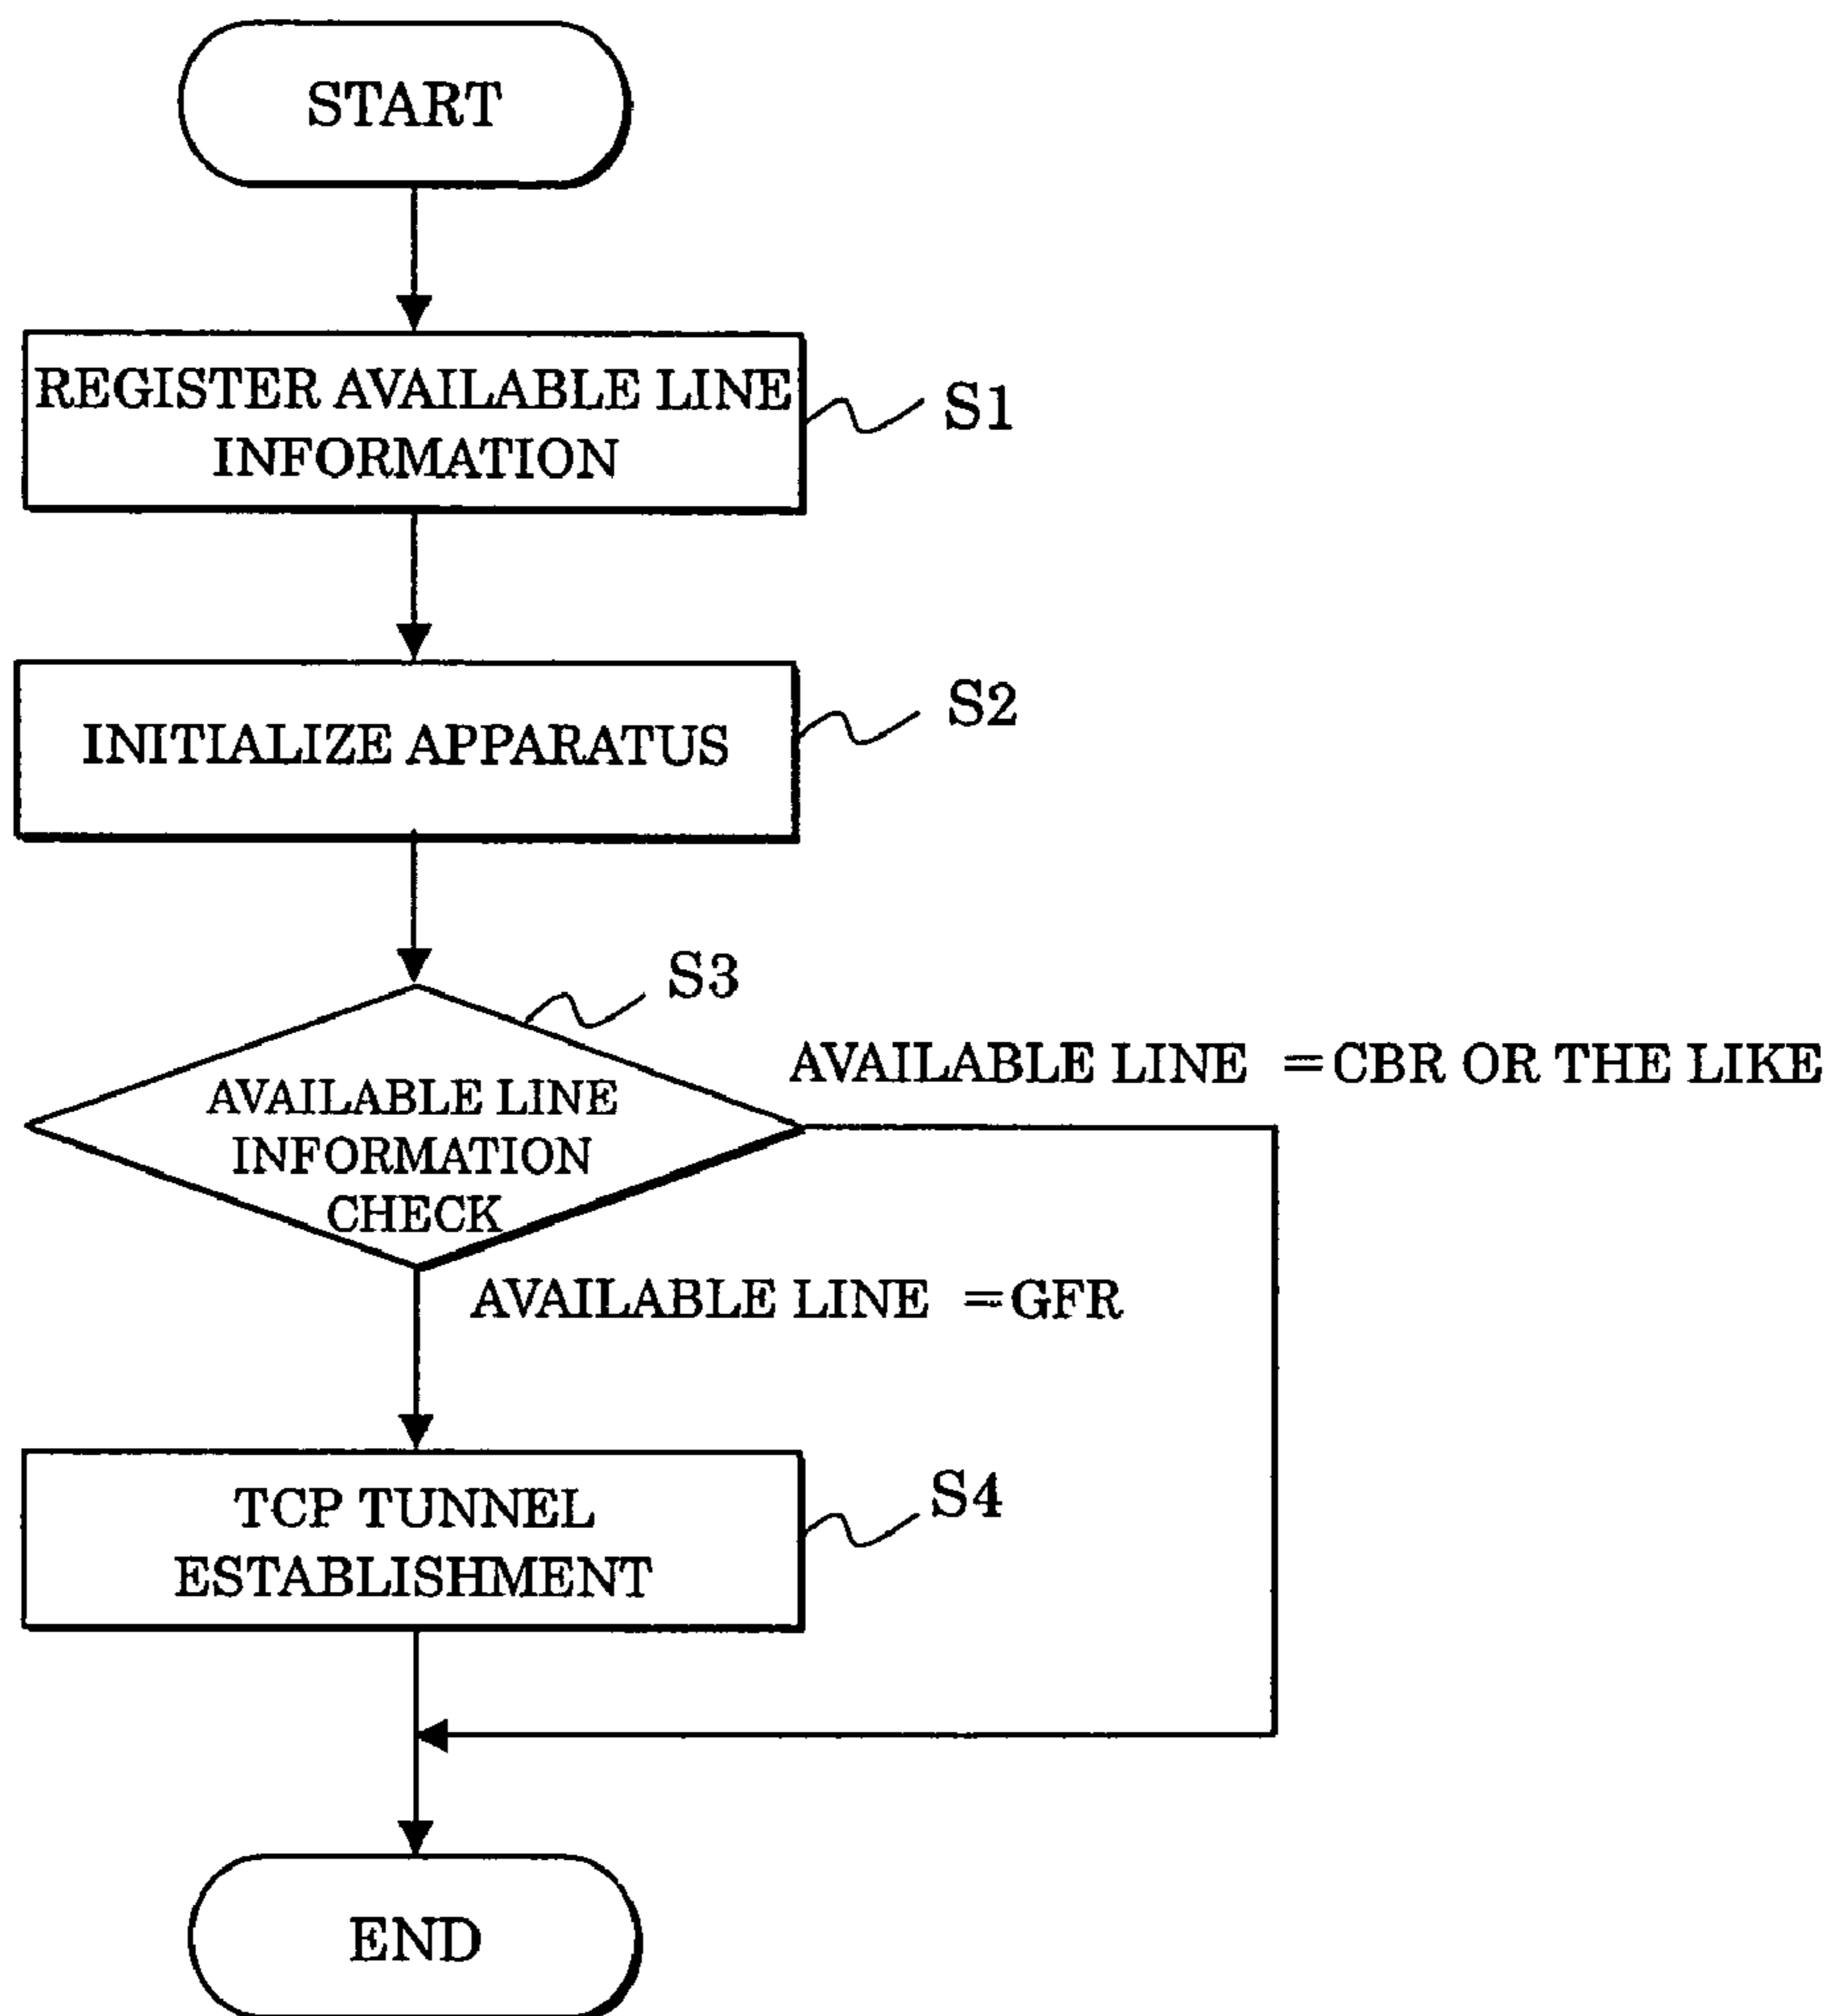 START
REGISTER AVAILABLE LINE
INFORMATION
S1
INITIALIZE APPARATUS
S2
S3
AVAILABLE LINE
INFORMATION
CHECK
AVAILABLE LINE =CBR OR THE LIKE
AVAILABLE LINE =GFR
TCP TUNNEL
ESTABLISHMENT
S4
END